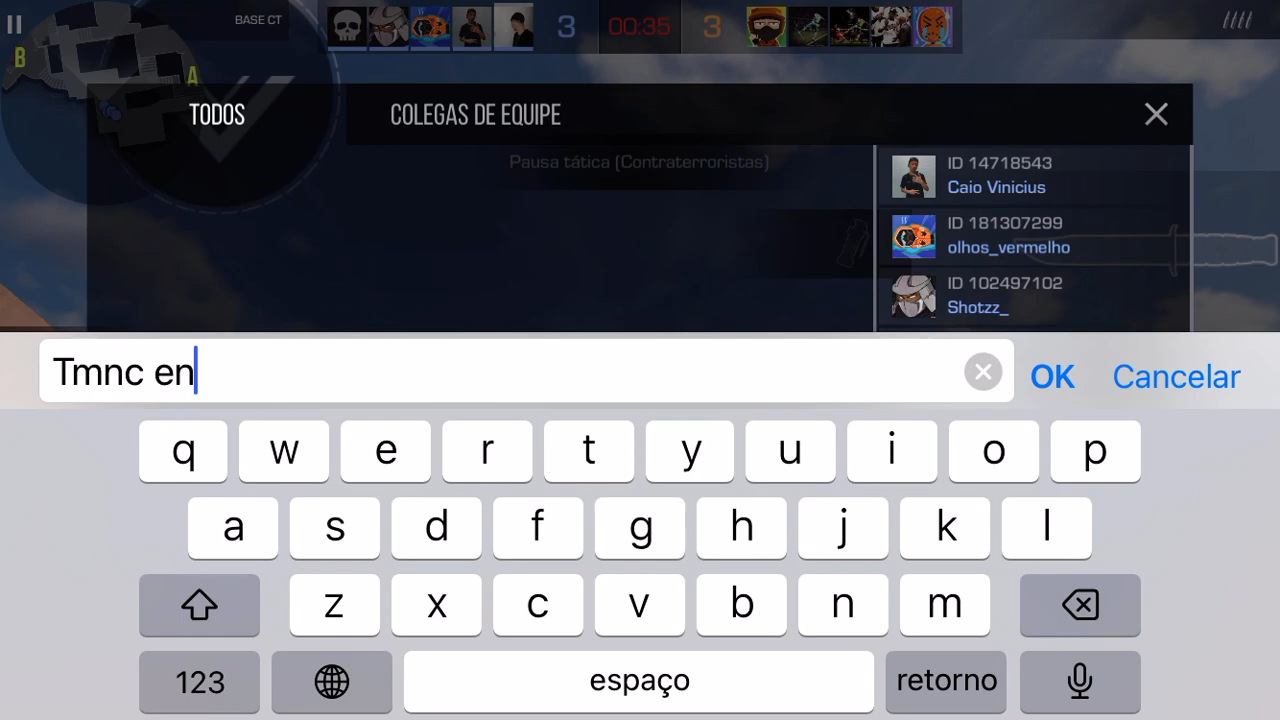 BASE CT
3
00:35
3
B
A
TODOS
COLEGAS DE EQUIPE
Pausa tática (Contraterroristas)
ID 14718543
Caio Vinicius
ID 181307299
olhos_vermelho
ID 102497102
Shotzz_
Tmnc en
OK
Cancelar
q w e r t y u i o p
a s d f g h j k l
z x c v b n m
123
espaço
retorno